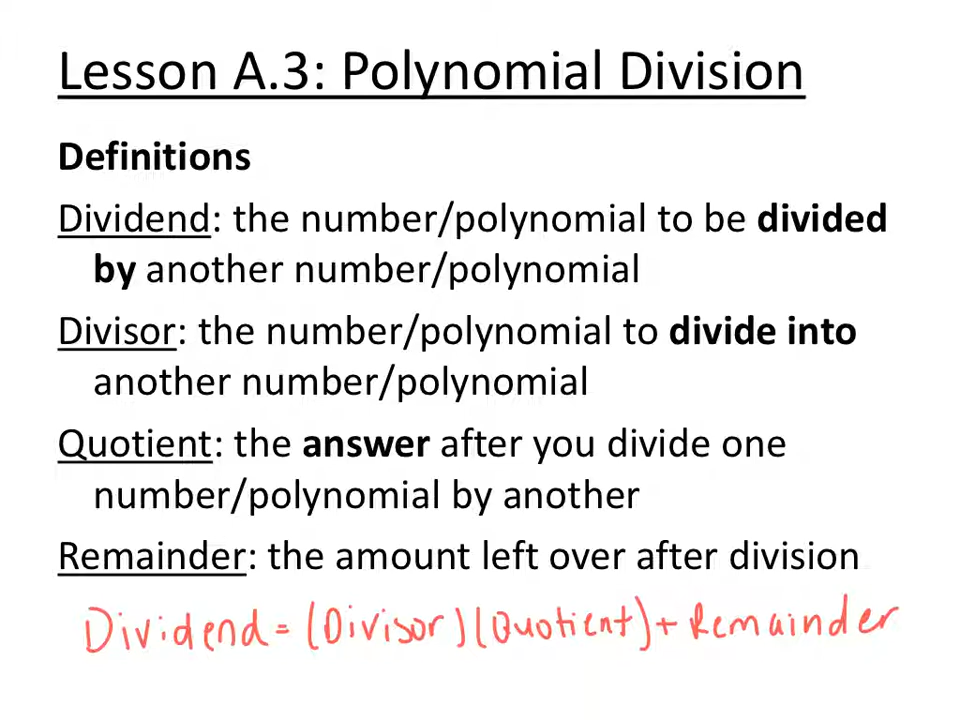 Lesson A.3: Polynomial Division
Definitions
Dividend: the number/polynomial to be divided
by another number/polynomial
Divisor: the number/polynomial to divide into
another number/polynomial
Quotient: the answer after you divide one
number/polynomial by another
Remainder: the amount left over after division
Dividend = (Divisor)(Quotient) + Remainder